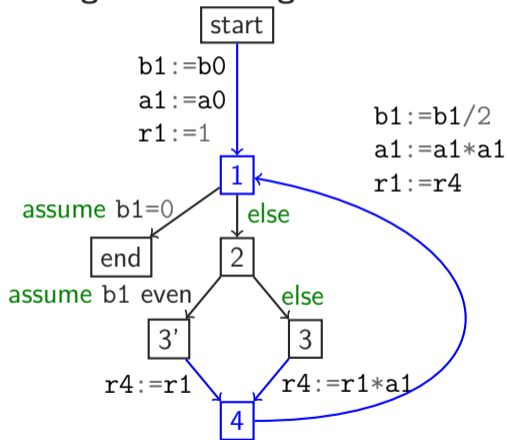 start
b1:=b0
a1:=a0
r1:=1
b1:=b1/2
a1:=a1*a1
r1:=r4
1
assume b1=0
else
end
2
assume b1 even
else
3'
3
r4:=r1
r4:=r1*a1
4